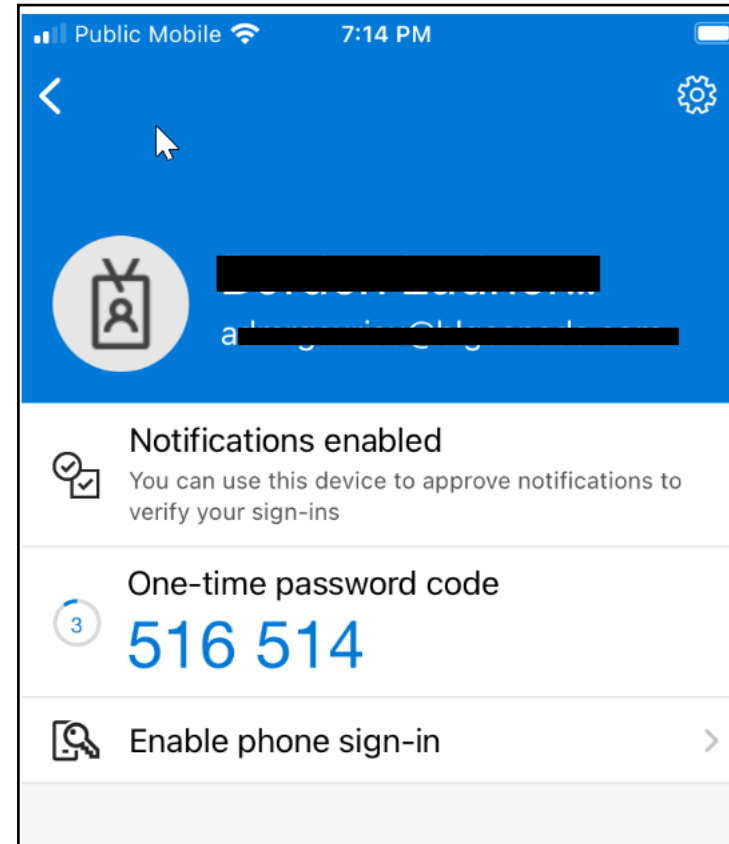 Public Mobile 7:14 PM
Notifications enabled
You can use this device to approve notifications to
verify your sign-ins
One-time password code
3
516 514
Enable phone sign-in